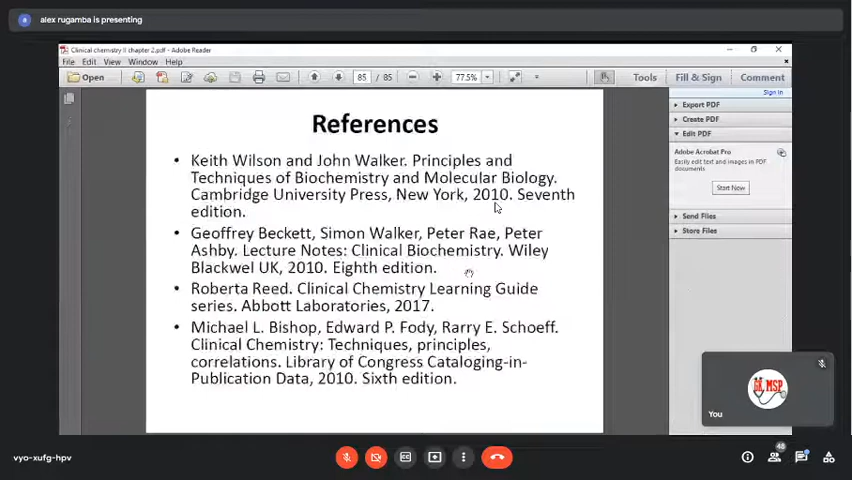 a
alex rugamba is presenting
Clinical chemistry II chapter 2.pdf - Adobe Reader
File Edit View Window Help
Open 85 / 85 77.5% Tools Fill & Sign Comment
Sign In
References
• Keith Wilson and John Walker. Principles and
Techniques of Biochemistry and Molecular Biology.
Cambridge University Press, New York, 2010. Seventh
edition.
• Geoffrey Beckett, Simon Walker, Peter Rae, Peter
Ashby. Lecture Notes: Clinical Biochemistry. Wiley
Blackwel UK, 2010. Eighth edition.
• Roberta Reed. Clinical Chemistry Learning Guide
series. Abbott Laboratories, 2017.
• Michael L. Bishop, Edward P. Fody, Rarry E. Schoeff.
Clinical Chemistry: Techniques, principles,
correlations. Library of Congress Cataloging-in-
Publication Data, 2010. Sixth edition.
Export PDF
Create PDF
Edit PDF
Adobe Acrobat Pro
Easily edit text and images in PDF
documents
Start Now
Send Files
Store Files
MSP
You
vyo-xufg-hpv
48